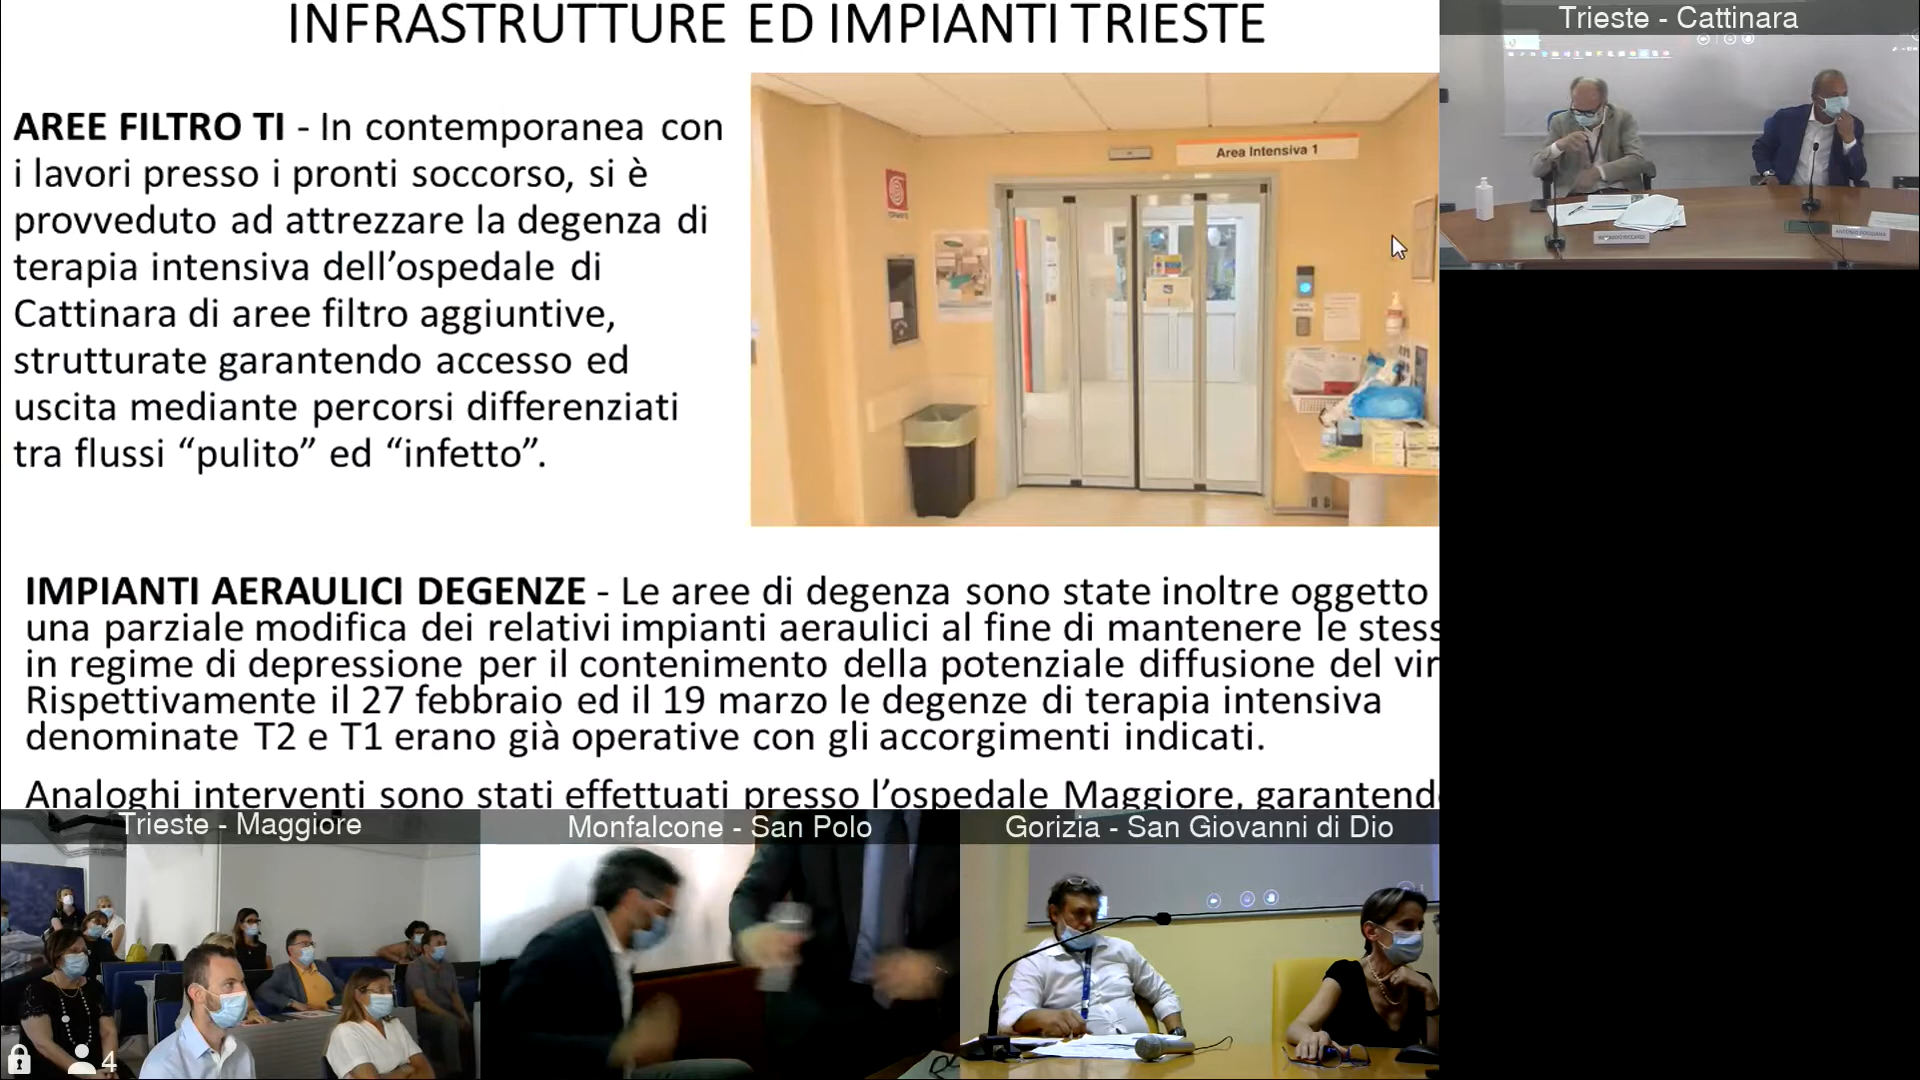 INFRASTRUTTURE ED IMPIANTI TRIESTE
Trieste - Cattinara
AREE FILTRO TI - In contemporanea con
i lavori presso i pronti soccorso, si è
provveduto ad attrezzare la degenza di
terapia intensiva dell’ospedale di
Cattinara di aree filtro aggiuntive,
strutturate garantendo accesso ed
uscita mediante percorsi differenziati
tra flussi “pulito” ed “infetto”.
Area Intensiva 1
IMPIANTI AERAULICI DEGENZE - Le aree di degenza sono state inoltre oggetto
una parziale modifica dei relativi impianti aeraulici al fine di mantenere le stess
in regime di depressione per il contenimento della potenziale diffusione del vir
Rispettivamente il 27 febbraio ed il 19 marzo le degenze di terapia intensiva
denominate T2 e T1 erano già operative con gli accorgimenti indicati.
Analoghi interventi sono stati effettuati presso l’ospedale Maggiore, garantend
Trieste - Maggiore
Monfalcone - San Polo
Gorizia - San Giovanni di Dio
4